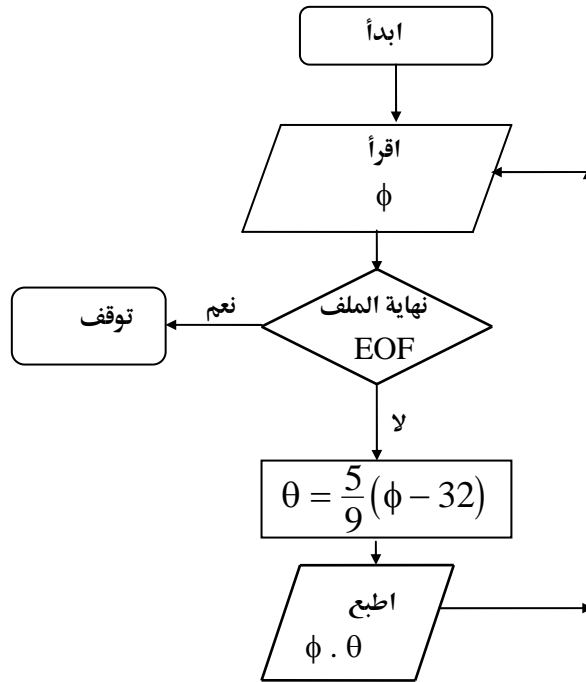 ابدأ
اقرأ
ϕ
نهاية الملف
EOF
نعم
توقف
لا
θ = 5/9 (ϕ − 32)
اطبع
ϕ . θ